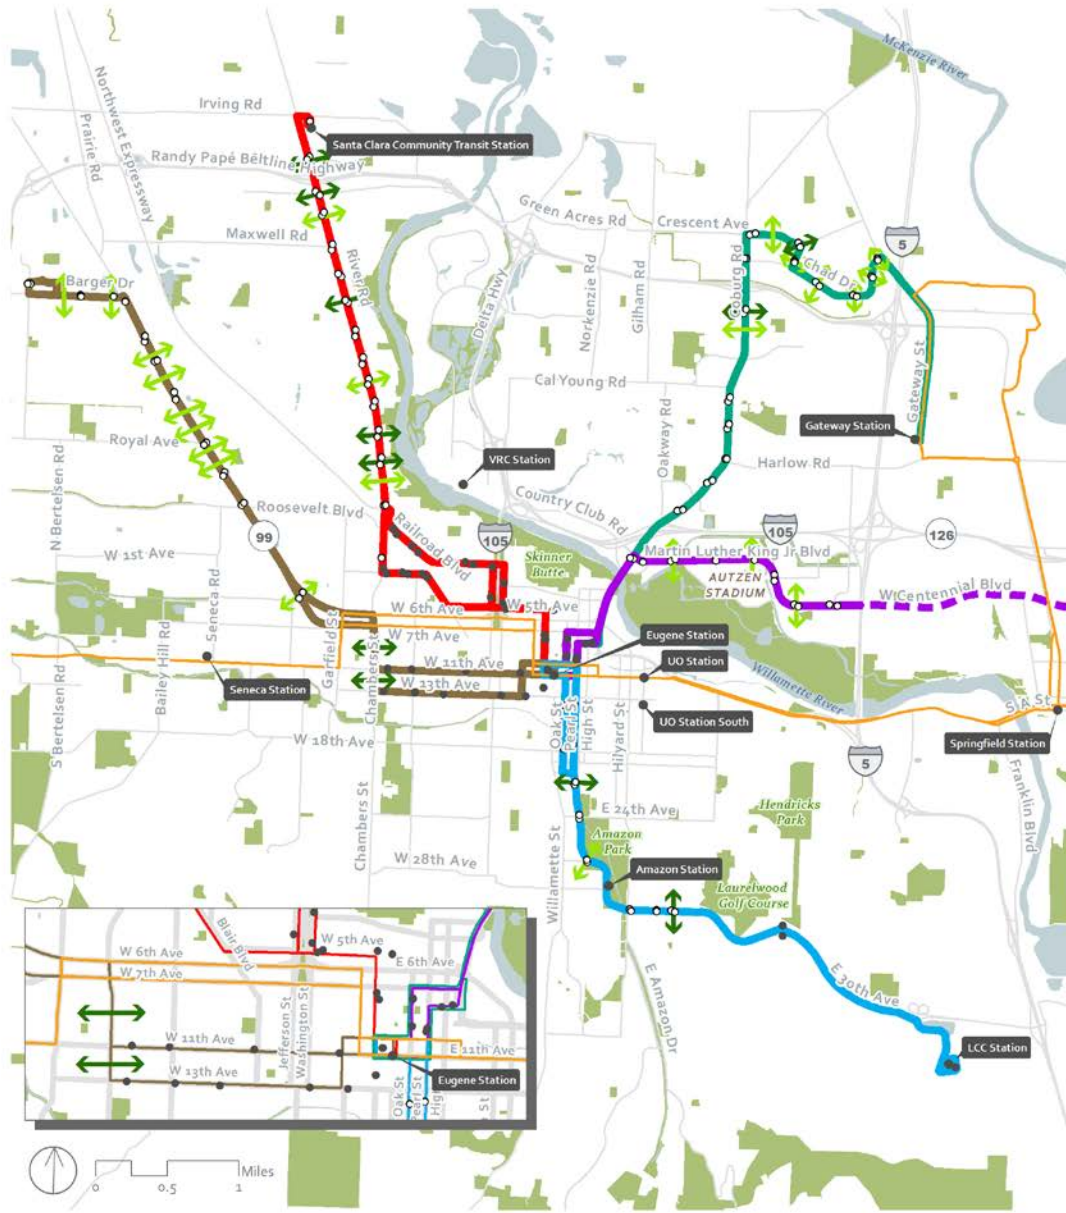 McKenzie River
Irving Rd
Northwest Expressway
Prairie Rd
Santa Clara Community Transit Station
Randy Papé Beltline Highway
Green Acres Rd
Crescent Ave
5
Maxwell Rd
River Rd
Coburg Rd
Chad Dr
Barger Dr
Delta Hwy
Norkenzie Rd
Gilham Rd
Gateway St
Cal Young Rd
Oakway Rd
Gateway Station
Royal Ave
N Bertelsen Rd
VRC Station
Harlow Rd
Roosevelt Blvd
Country Club Rd
99
Railroad Blvd
105
105
126
W 1st Ave
Skinner
Butte
Martin Luther King Jr Blvd
AUTZEN
STADIUM
W Centennial Blvd
Seneca Rd
W 6th Ave
W 5th Ave
W 7th Ave
Eugene Station
Bailey Hill Rd
Garfield St
W 11th Ave
UO Station
Seneca Station
W 13th Ave
Willamette River
S Bertelsen Rd
Chambers St
UO Station South
S A St
W 18th Ave
Oak St
Pearl St
High St
Hilyard St
Springfield Station
5
Franklin Blvd
E 24th Ave
Hendricks
Park
Chambers St
Amazon
Park
W 28th Ave
Willamette St
Amazon Station
Laurelwood
Golf Course
E Amazon Dr
E 30th Ave
LCC Station
Blair Blvd
W 5th Ave
W 6th Ave
E 6th Ave
W 7th Ave
Jefferson St
Washington St
W 11th Ave
E 11th Ave
W 13th Ave
Eugene Station
Oak St
Pearl St
Miles
0
0.5
1